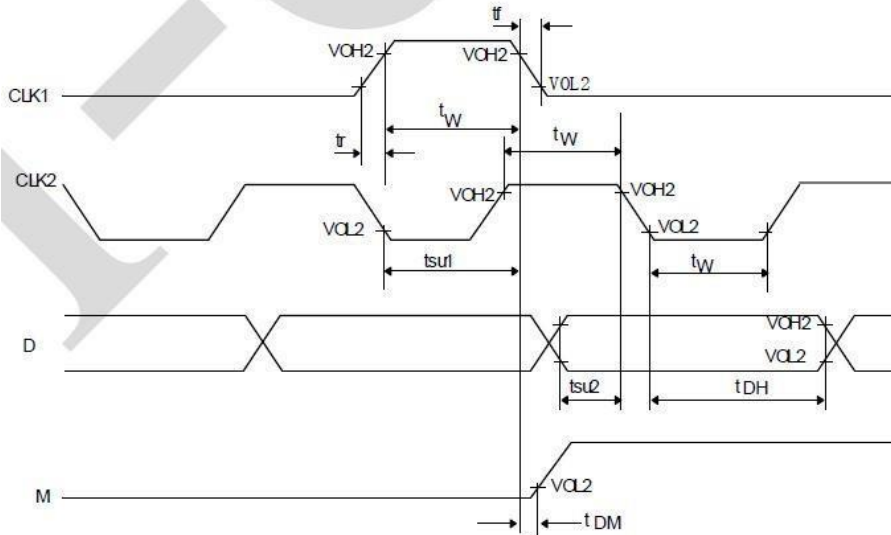 tf
VOH2 VOH2
VOL2
CLK1
tW
tr
tW
CLK2
VOH2 VOH2
VOL2 VOL2
tsu1 tW
D
VOH2
VOL2
tsu2 tDH
M
VOL2
tDM